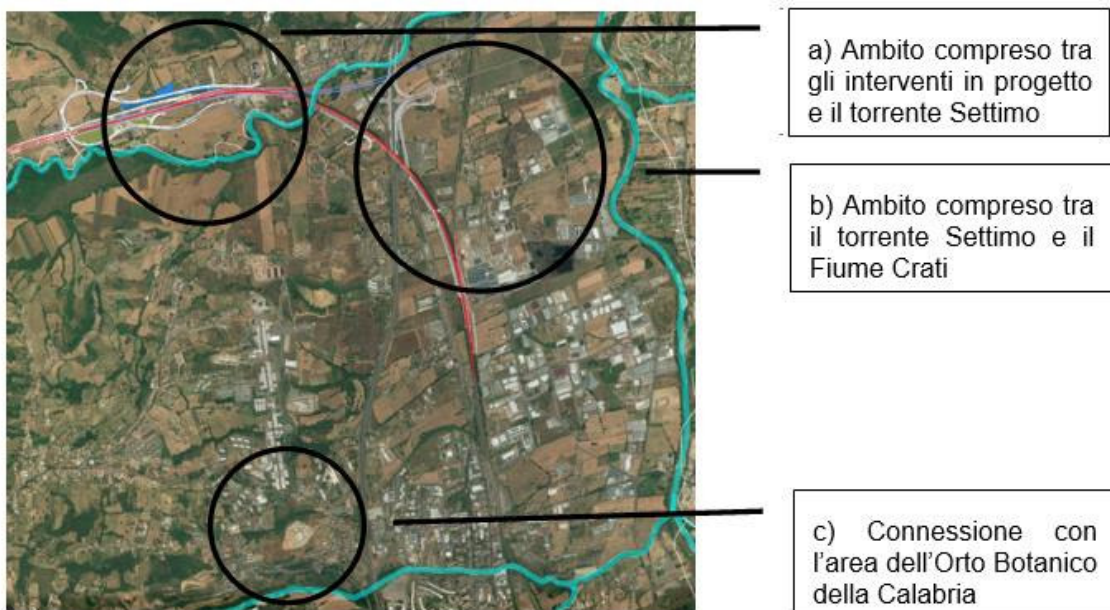 a) Ambito compreso tra
gli interventi in progetto
e il torrente Settimo
b) Ambito compreso tra
il torrente Settimo e il
Fiume Crati
c) Connessione con
l'area dell'Orto Botanico
della Calabria